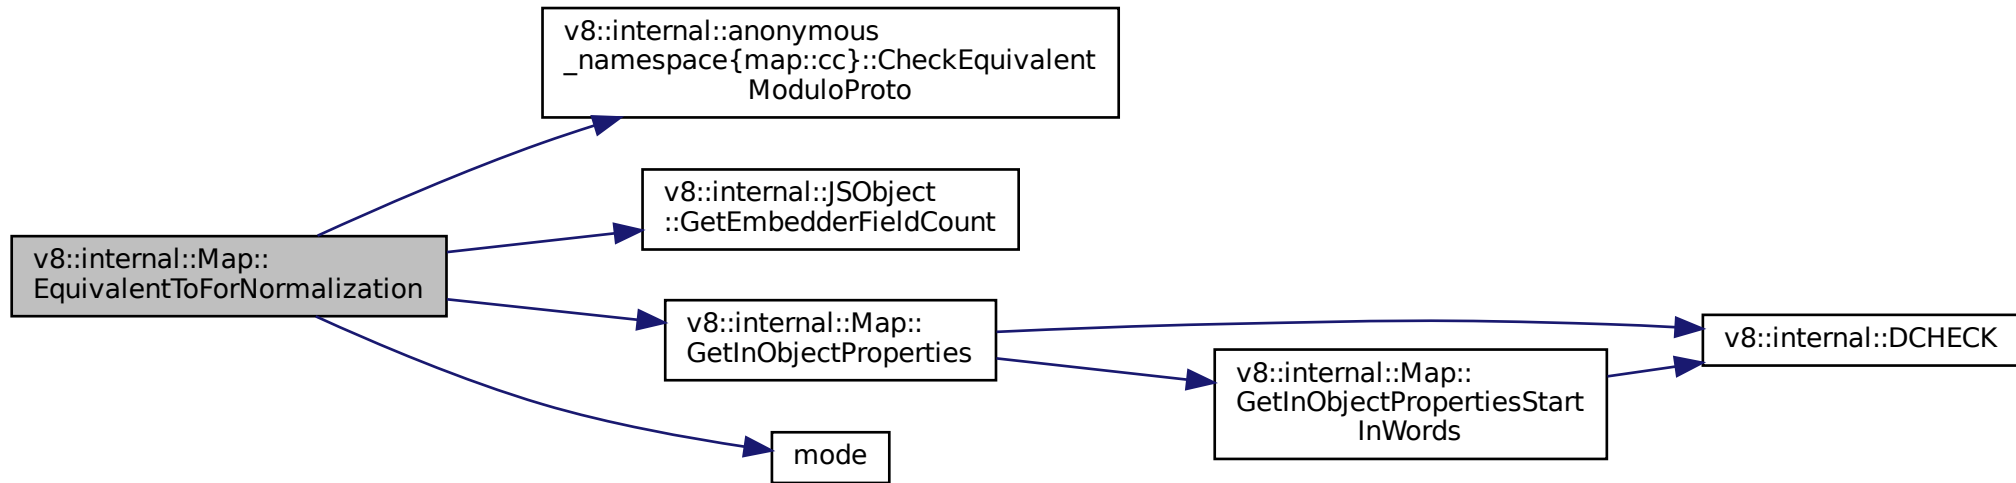 v8::internal::anonymous
_namespace{map::cc}::CheckEquivalent
ModuloProto
v8::internal::JSObject
::GetEmbedderFieldCount
v8::internal::Map::
EquivalentToForNormalization
v8::internal::Map::
GetInObjectProperties
v8::internal::DCHECK
v8::internal::Map::
GetInObjectPropertiesStart
InWords
mode